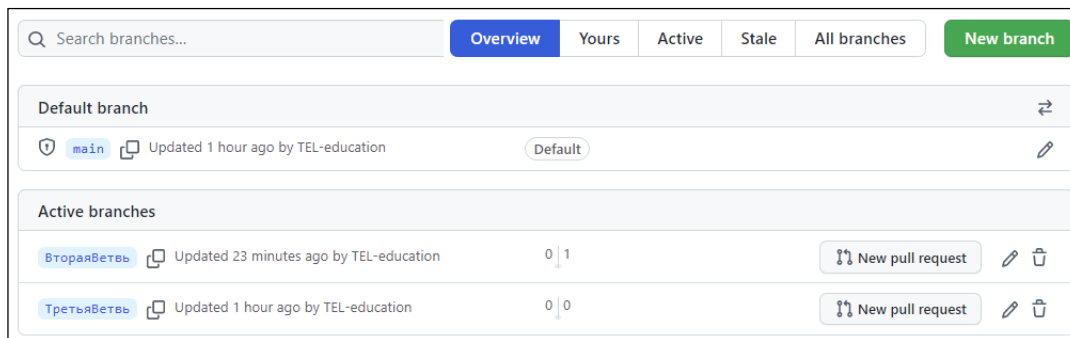 Search branches... Overview Yours Active Stale All branches New branch
Default branch
main Updated 1 hour ago by TEL-education Default
Active branches
ВтораяВетвь Updated 23 minutes ago by TEL-education 0 1 New pull request
ТретьяВетвь Updated 1 hour ago by TEL-education 0 0 New pull request